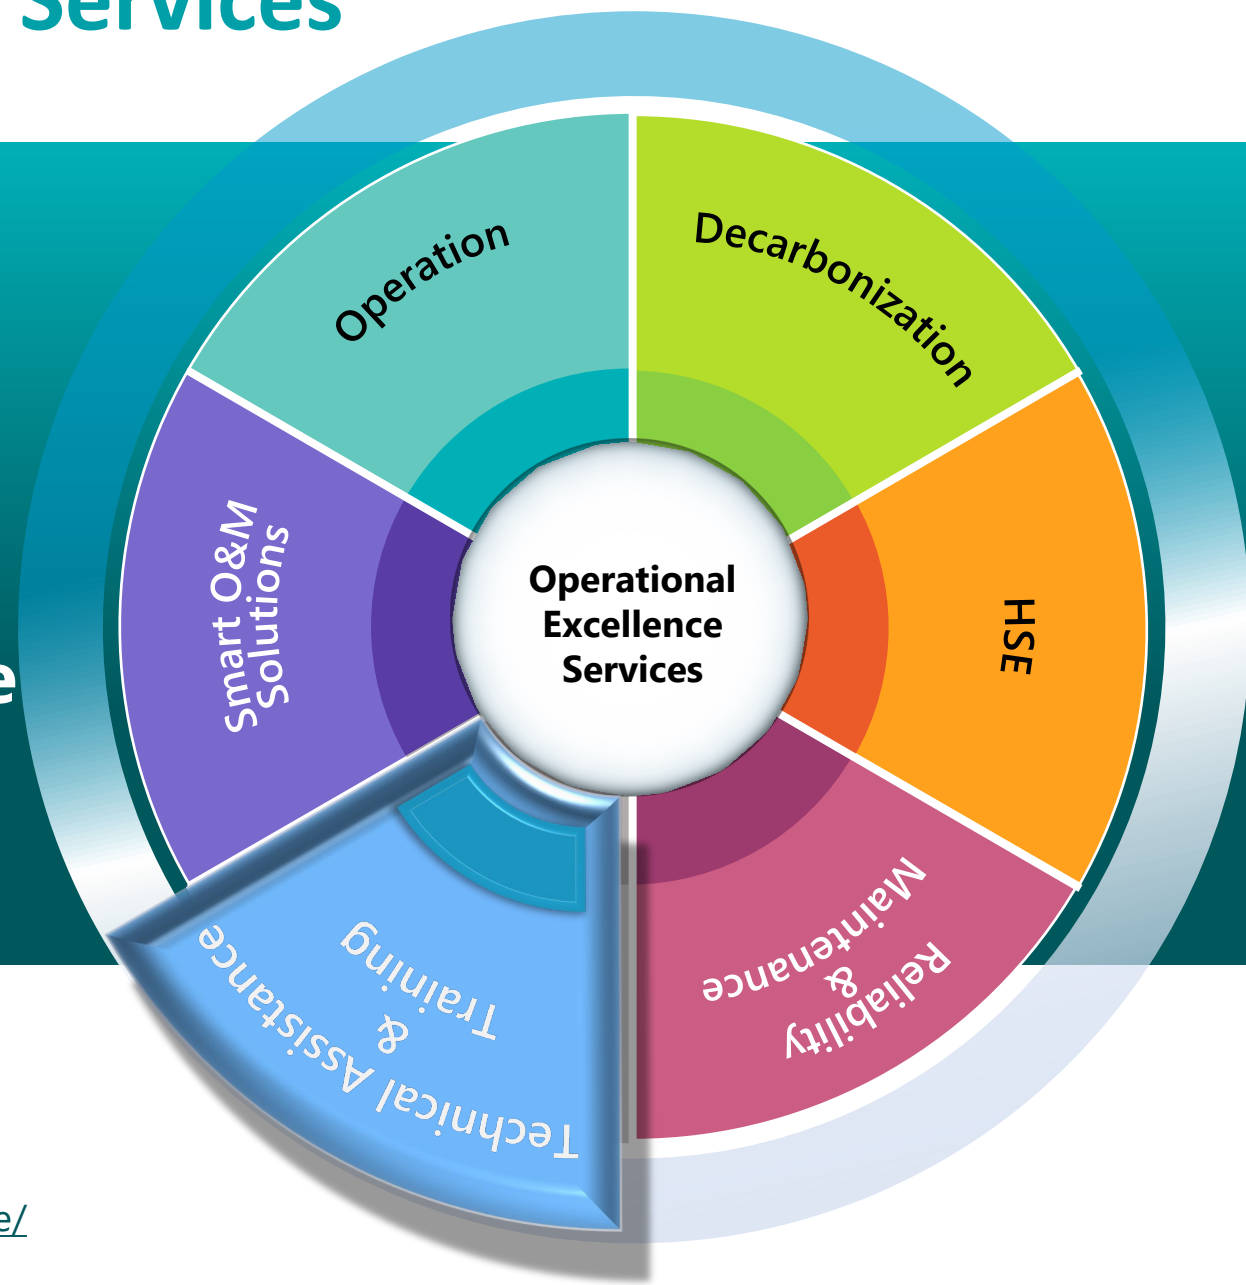 Services
Operation
Decarbonization
HSE
Reliability
&
Maintenance
Technical Assistance
&
Training
Smart O&M
Solutions
Operational
Excellence
Services
e
e/